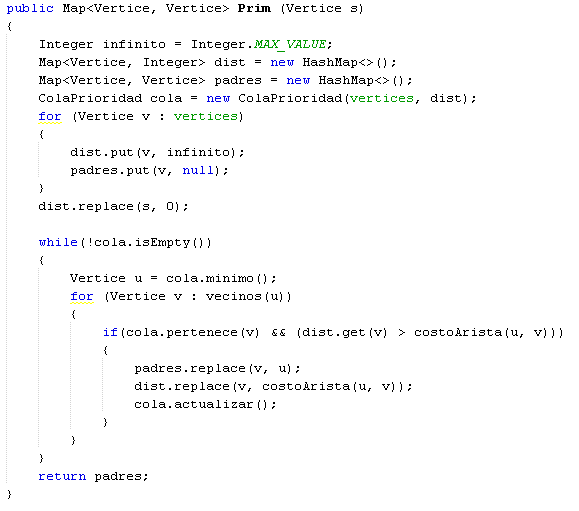 public Map<Vertice, Vertice> Prim (Vertice s)
{
    Integer infinito = Integer.MAX_VALUE;
    Map<Vertice, Integer> dist = new HashMap<>();
    Map<Vertice, Vertice> padres = new HashMap<>();
    ColaPrioridad cola = new ColaPrioridad(vertices, dist);
    for (Vertice v : vertices)
    {
        dist.put(v, infinito);
        padres.put(v, null);
    }
    dist.replace(s, 0);

    while(!cola.isEmpty())
    {
        Vertice u = cola.minimo();
        for (Vertice v : vecinos(u))
        {
            if(cola.pertenece(v) && (dist.get(v) > costoArista(u, v)))
            {
                padres.replace(v, u);
                dist.replace(v, costoArista(u, v));
                cola.actualizar();
            }
        }
    }
    return padres;
}